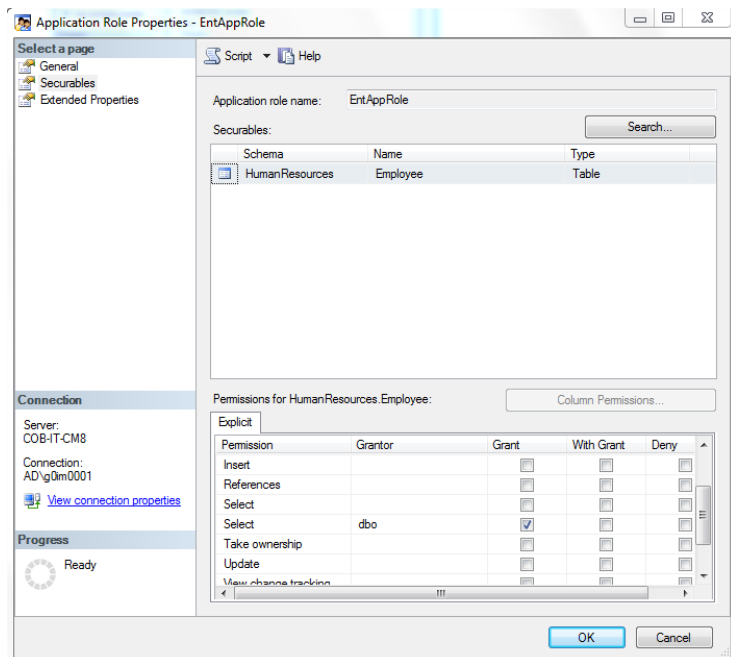 Application Role Properties - EntAppRole
Select a page
General
Securables
Extended Properties
Script Help
Application role name: EntAppRole
Securables: Search...
Schema Name Type
HumanResources Employee Table
Connection
Server:
COB-IT-CM8
Connection:
AD\g0im0001
View connection properties
Progress
Ready
Permissions for HumanResources.Employee: Column Permissions...
Explicit
Permission Grantor Grant With Grant Deny
Insert
References
Select
Select dbo
Take ownership
Update
View change tracking
OK Cancel